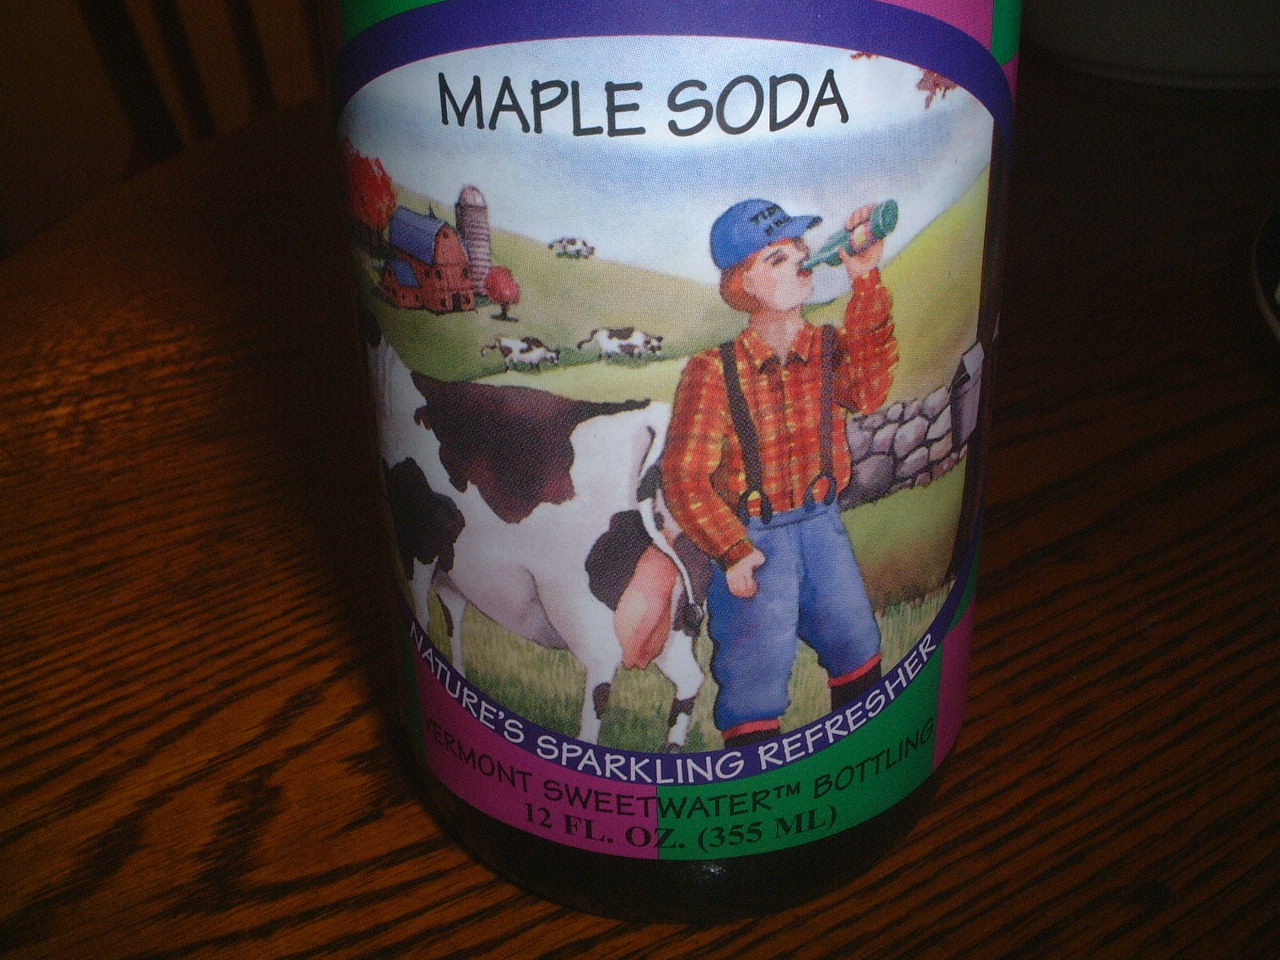 MAPLE SODA
NATURE'S SPARKLING REFRESHER
VERMONT SWEETWATER™ BOTTLING
12 FL. OZ. (355 ML)